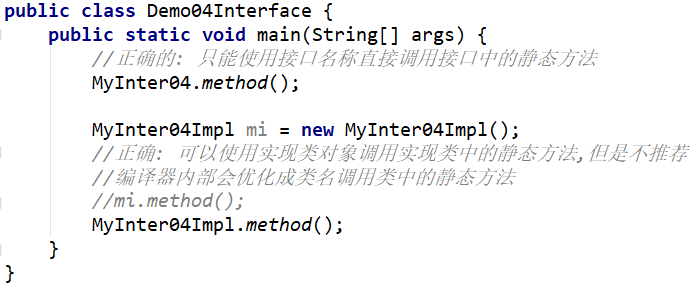 public class Demo04Interface {
    public static void main(String[] args) {
        //正确的: 只能使用接口名称直接调用接口中的静态方法
        MyInter04.method();

        MyInter04Impl mi = new MyInter04Impl();
        //正确: 可以使用实现类对象调用实现类中的静态方法,但是不推荐
        //编译器内部会优化成类名调用类中的静态方法
        //mi.method();
        MyInter04Impl.method();
    }
}